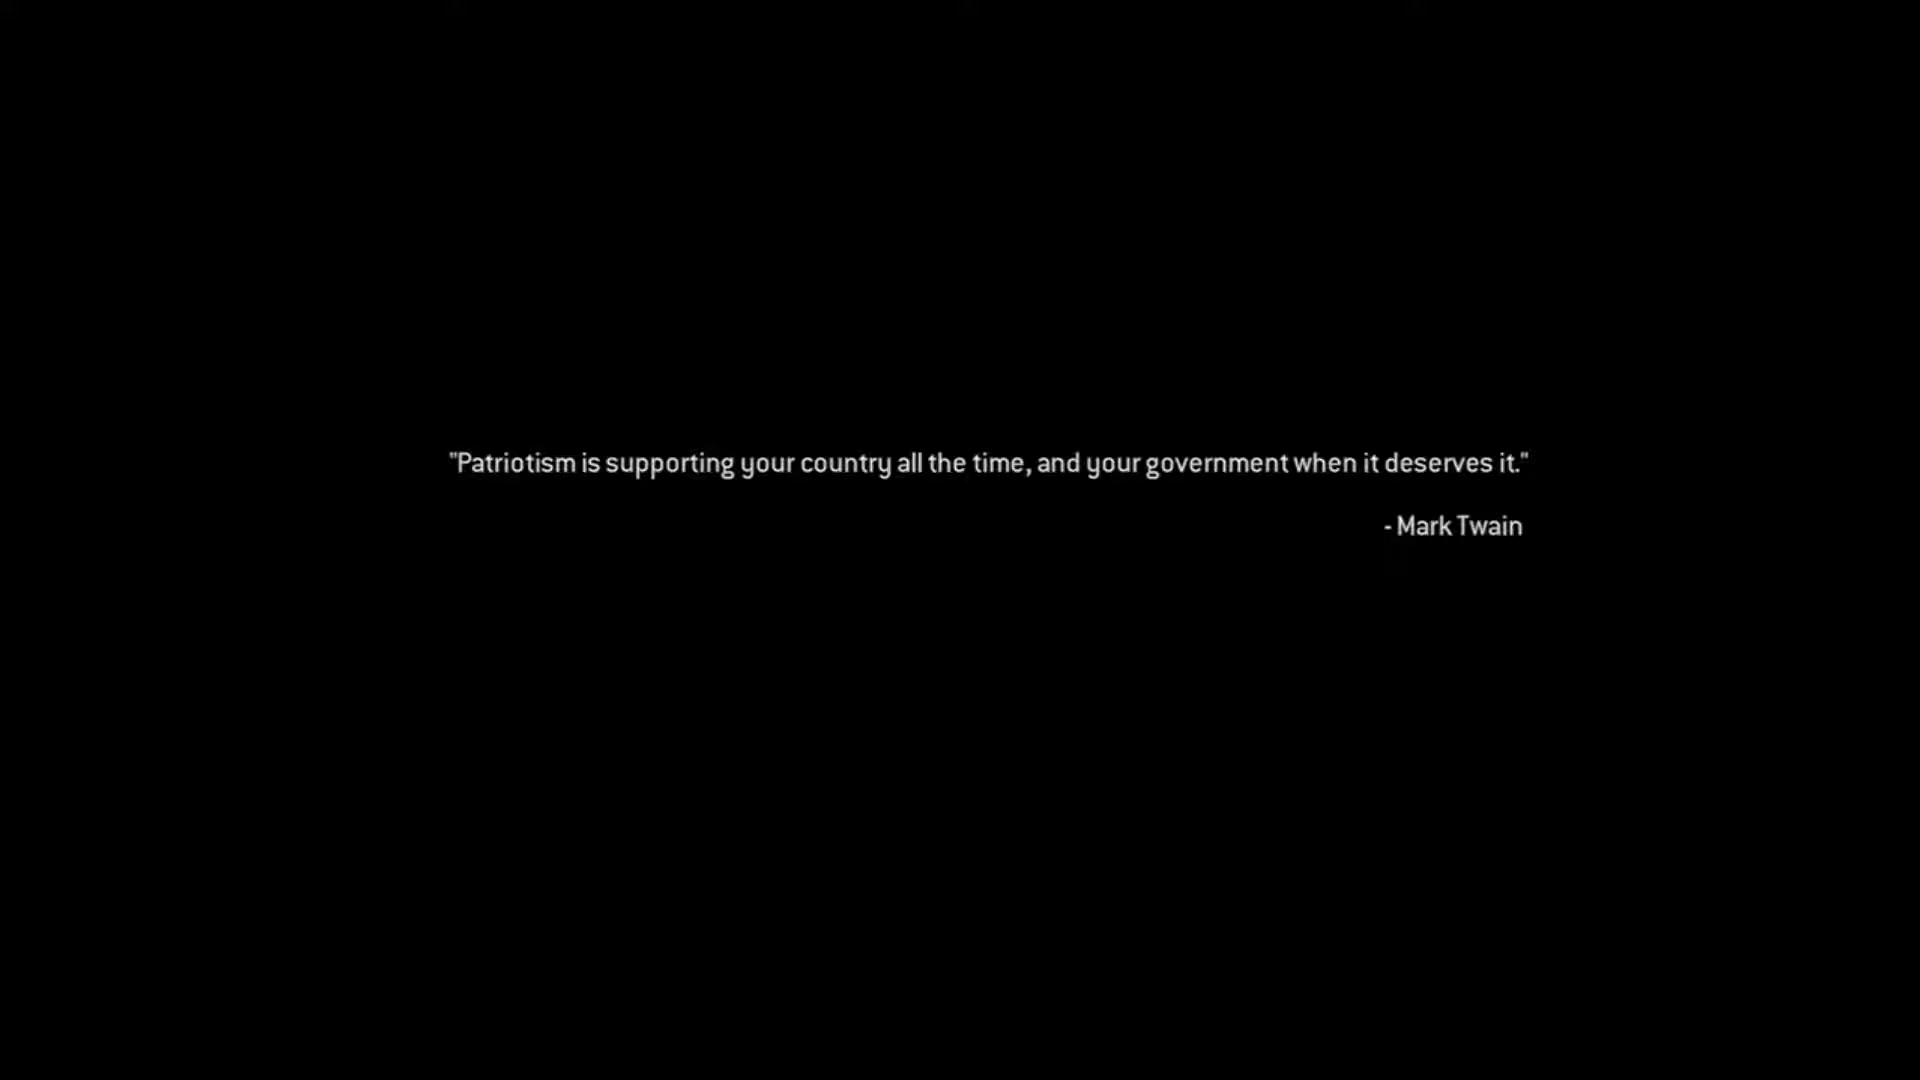 "Patriotism is supporting your country all the time, and your government when it deserves it."
- Mark Twain